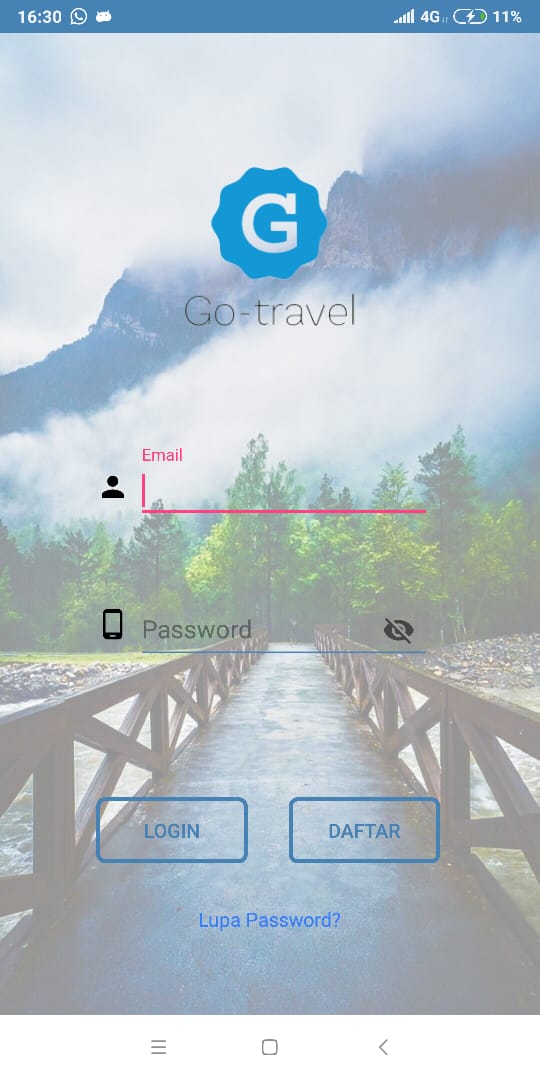 16:30 4G 11%
G
Go-travel
Email
Password
LOGIN DAFTAR
Lupa Password?